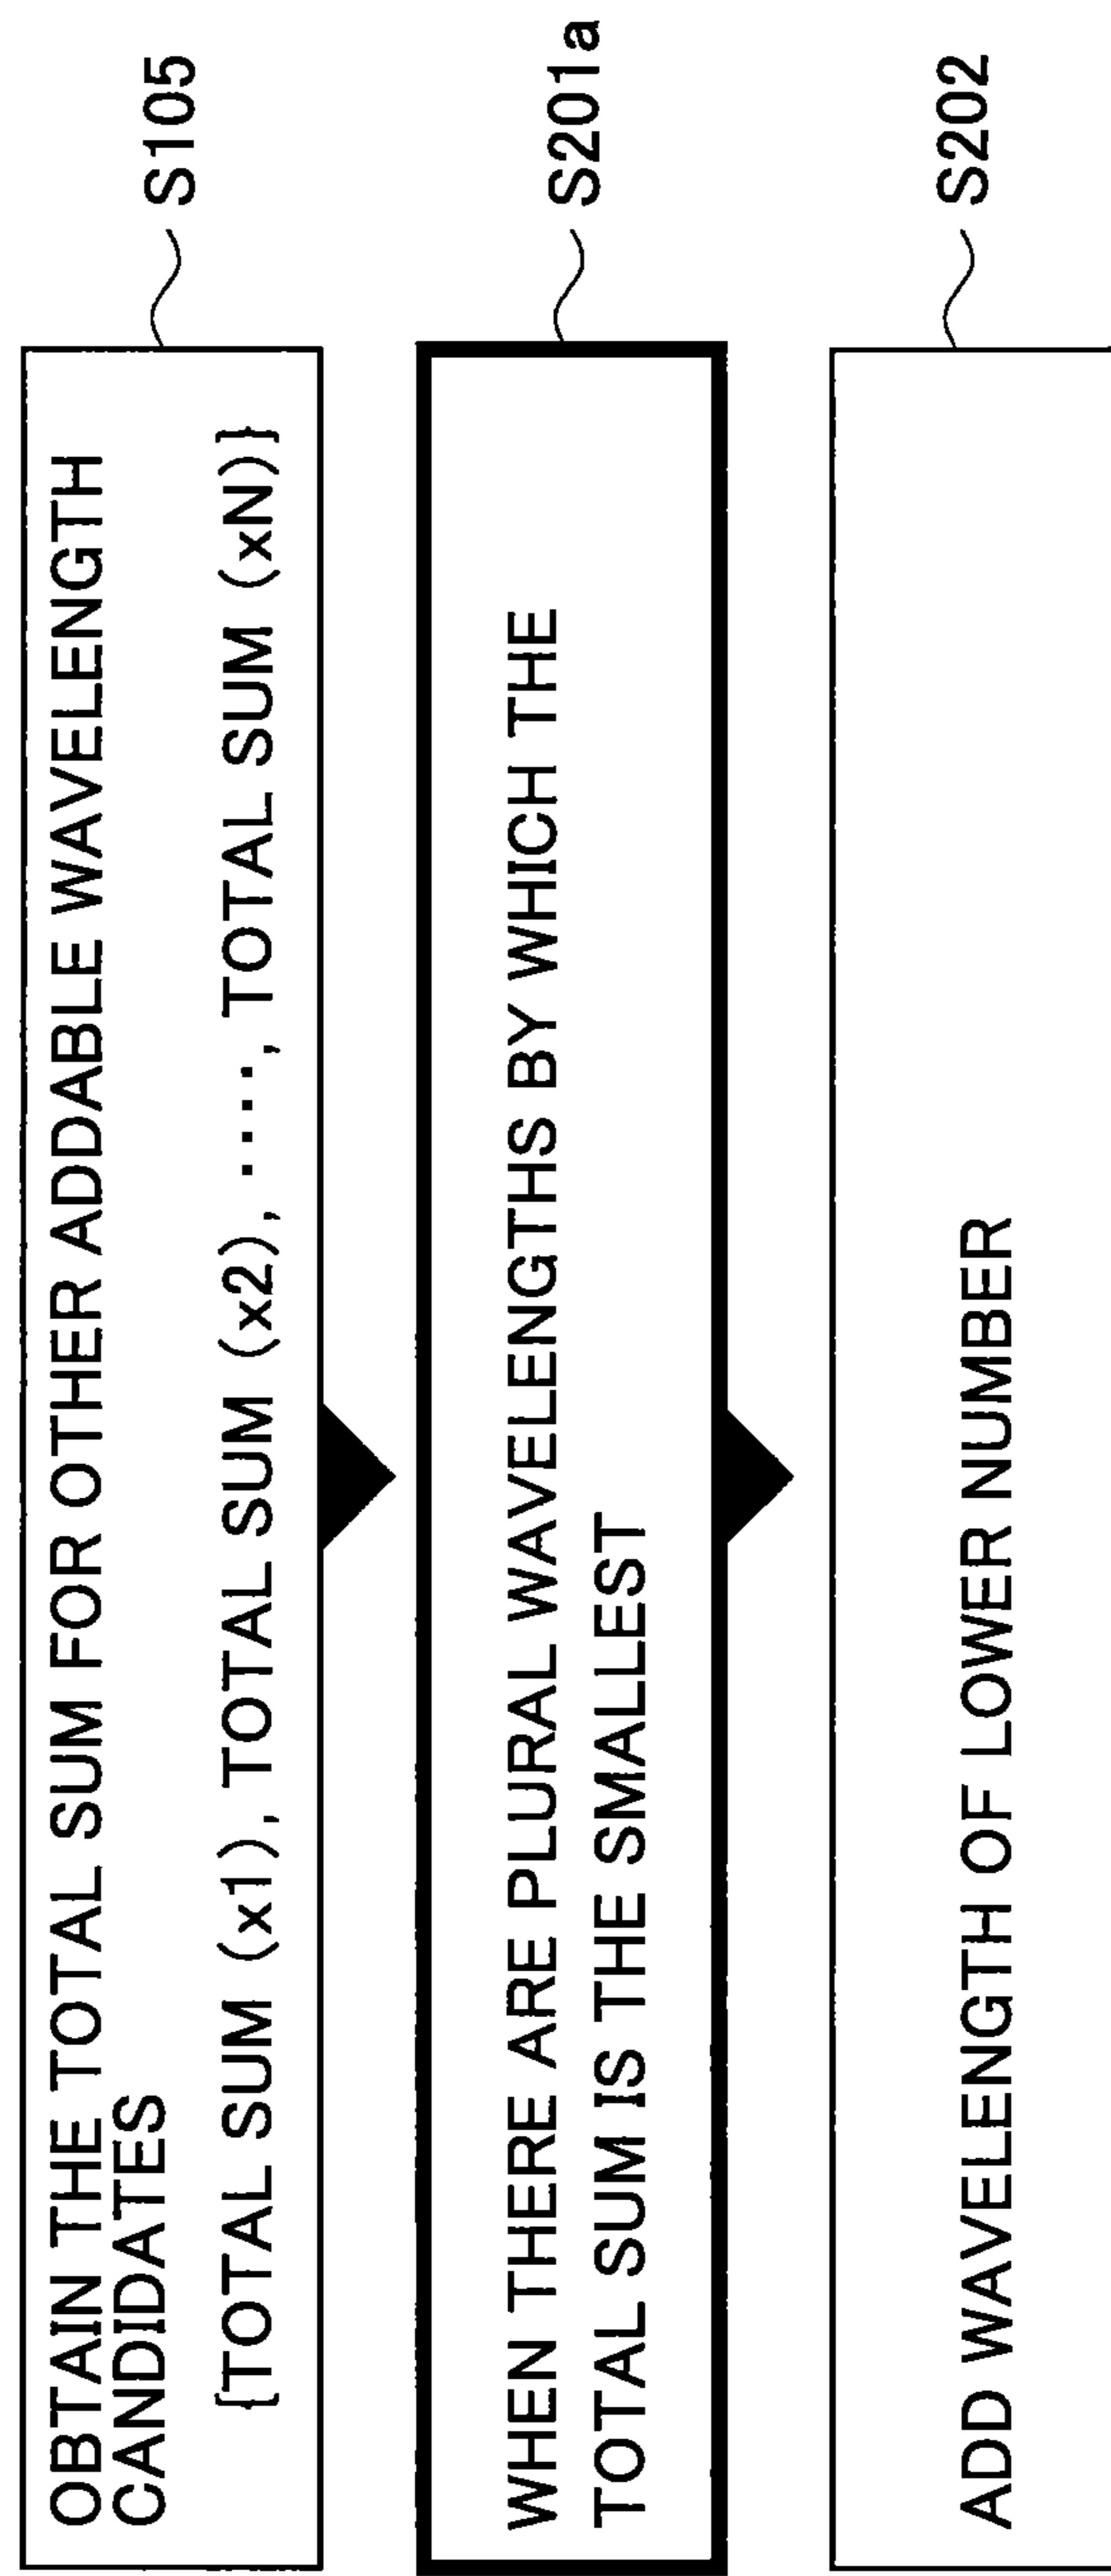 OBTAIN THE TOTAL SUM FOR OTHER ADDABLE WAVELENGTH
CANDIDATES
{TOTAL SUM (x1), TOTAL SUM (x2), ····, TOTAL SUM (xN)}
S105
WHEN THERE ARE PLURAL WAVELENGTHS BY WHICH THE
TOTAL SUM IS THE SMALLEST
S201a
ADD WAVELENGTH OF LOWER NUMBER
S202